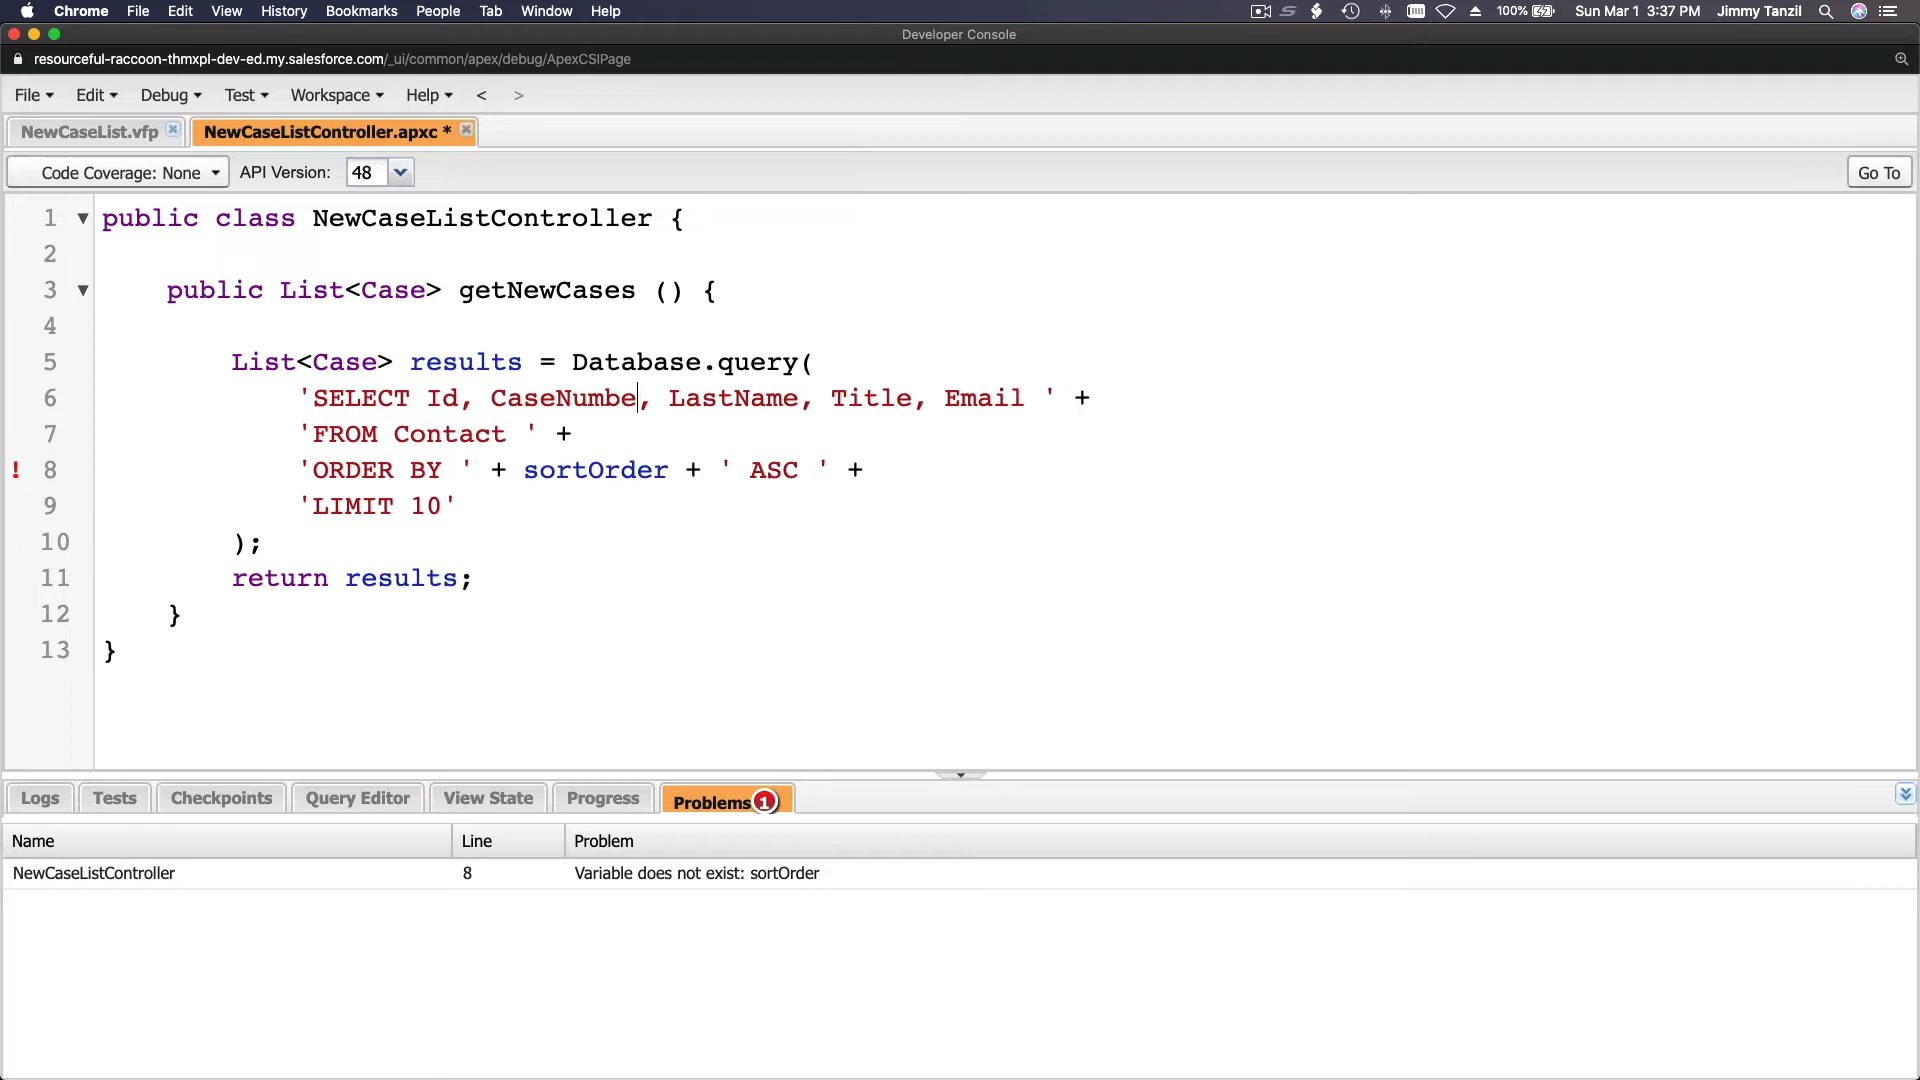 Chrome File Edit View History Bookmarks People Tab Window Help 100% Sun Mar 1 3:37 PM Jimmy Tanzil
Developer Console
resourceful-raccoon-thmxpl-dev-ed.my.salesforce.com/_ui/common/apex/debug/ApexCSIPage
File Edit Debug Test Workspace Help < >
NewCaseList.vfp NewCaseListController.apxc *
Code Coverage: None API Version: 48 Go To
1 public class NewCaseListController {
2
3 public List<Case> getNewCases () {
4
5 List<Case> results = Database.query(
6 'SELECT Id, CaseNumbe, LastName, Title, Email ' +
7 'FROM Contact ' +
! 8 'ORDER BY ' + sortOrder + ' ASC ' +
9 'LIMIT 10'
10 );
11 return results;
12 }
13 }
Logs Tests Checkpoints Query Editor View State Progress Problems 1
Name Line Problem
NewCaseListController 8 Variable does not exist: sortOrder